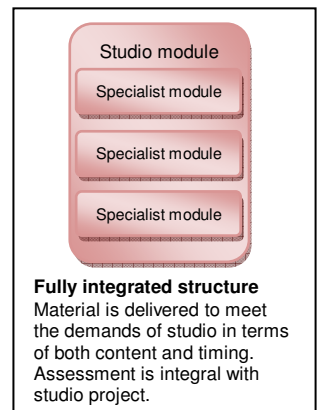 Studio module
Specialist module
Specialist module
Specialist module
Fully integrated structure
Material is delivered to meet
the demands of studio in terms
of both content and timing.
Assessment is integral with
studio project.